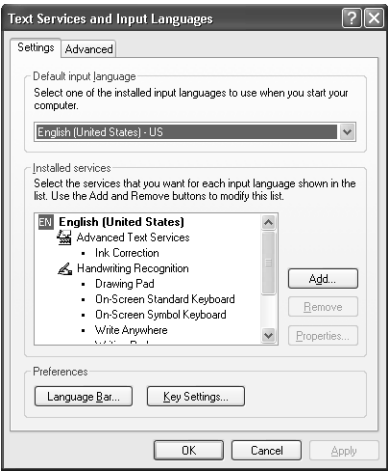 Text Services and Input Languages
Settings Advanced
Default input language
Select one of the installed input languages to use when you start your
computer.
English (United States) - US
Installed services
Select the services that you want for each input language shown in the
list. Use the Add and Remove buttons to modify this list.
EN English (United States)
Advanced Text Services
• Ink Correction
Handwriting Recognition
• Drawing Pad
• On-Screen Standard Keyboard
• On-Screen Symbol Keyboard
• Write Anywhere
Add...
Remove
Properties...
Preferences
Language Bar... Key Settings...
OK Cancel Apply